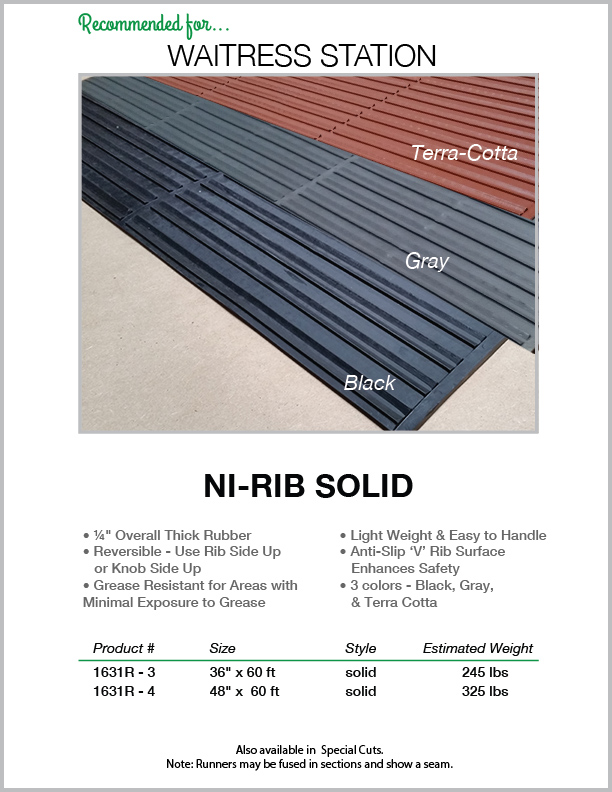 Recommended for...
WAITRESS STATION
Terra-Cotta
Gray
Black
NI-RIB SOLID
• ¼" Overall Thick Rubber
• Reversible - Use Rib Side Up
or Knob Side Up
• Grease Resistant for Areas with
Minimal Exposure to Grease
• Light Weight & Easy to Handle
• Anti-Slip ‘V’ Rib Surface
Enhances Safety
• 3 colors - Black, Gray,
& Terra Cotta
Product # Size Style Estimated Weight
1631R - 3 36" x 60 ft solid 245 lbs
1631R - 4 48" x 60 ft solid 325 lbs
Also available in Special Cuts.
Note: Runners may be fused in sections and show a seam.